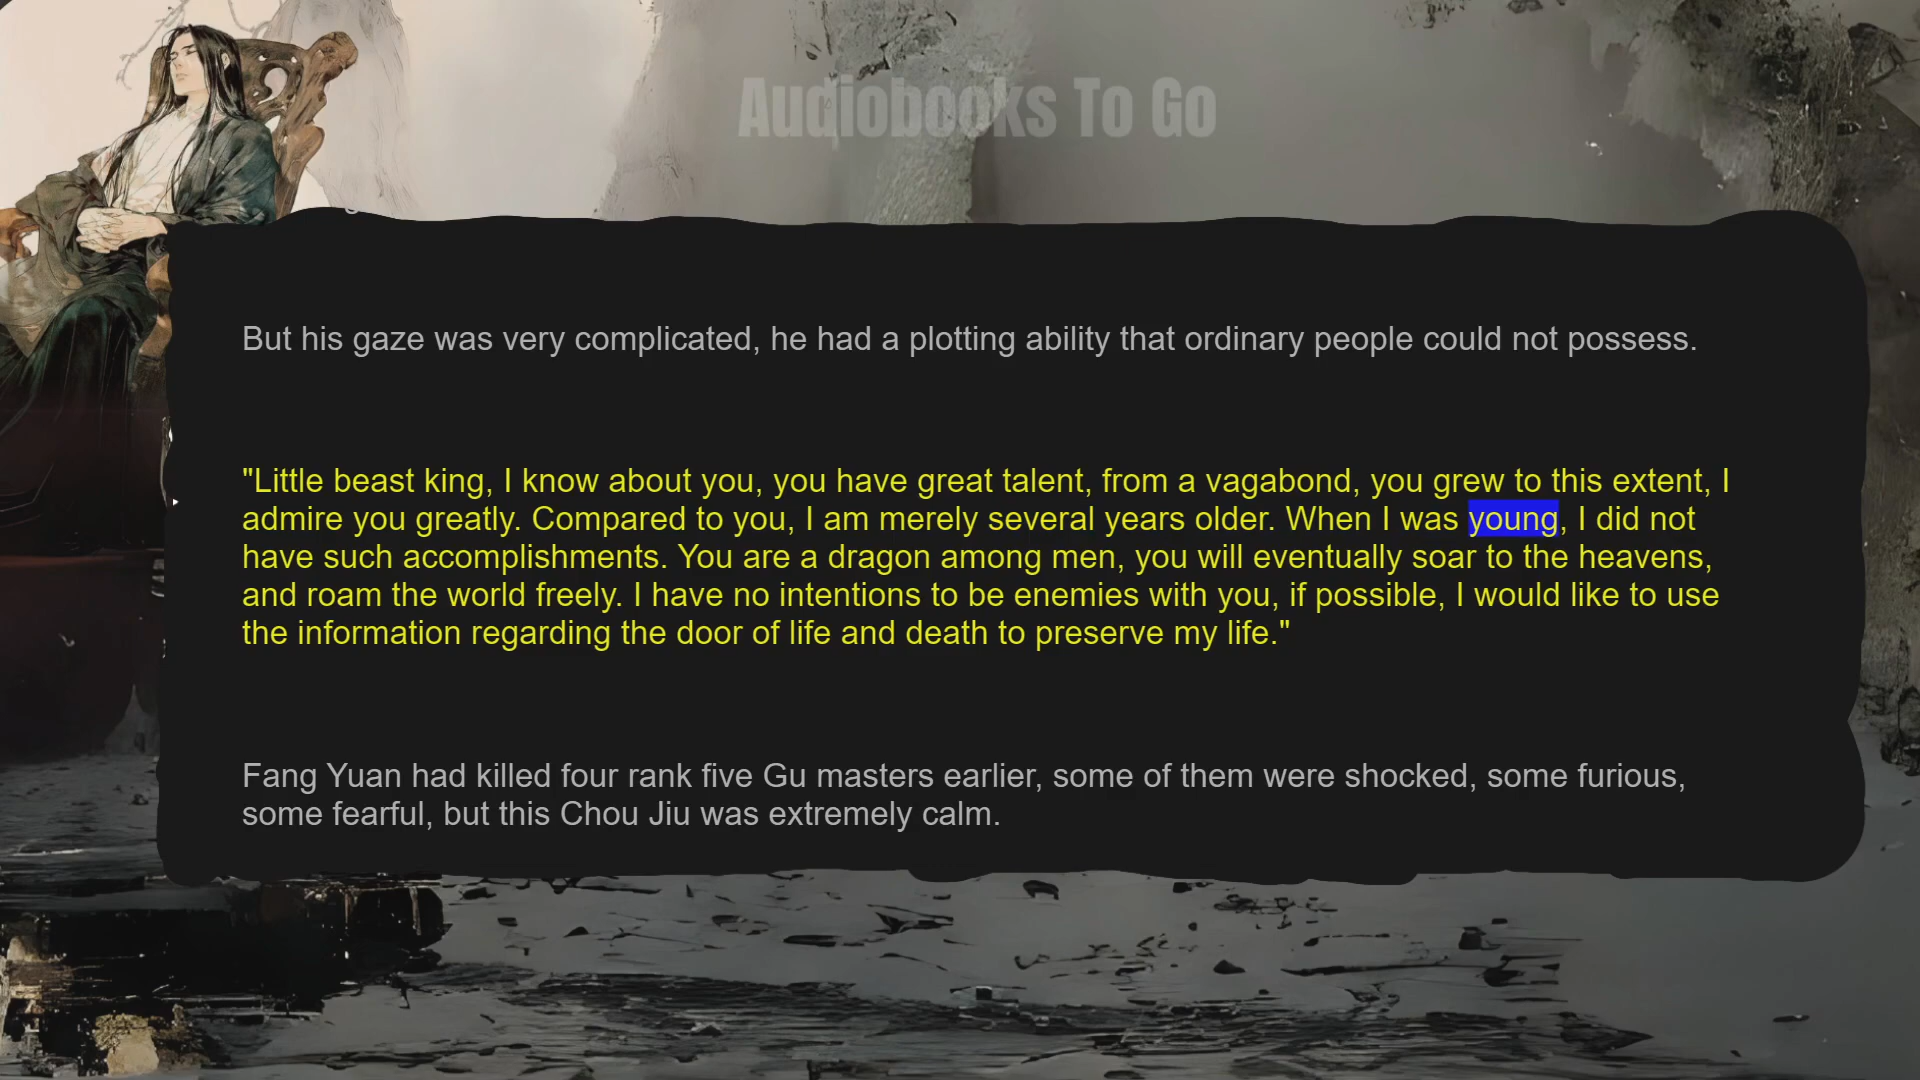 Audiobooks To Go
But his gaze was very complicated, he had a plotting ability that ordinary people could not possess.
"Little beast king, I know about you, you have great talent, from a vagabond, you grew to this extent, I
admire you greatly. Compared to you, I am merely several years older. When I was young, I did not
have such accomplishments. You are a dragon among men, you will eventually soar to the heavens,
and roam the world freely. I have no intentions to be enemies with you, if possible, I would like to use
the information regarding the door of life and death to preserve my life."
Fang Yuan had killed four rank five Gu masters earlier, some of them were shocked, some furious,
some fearful, but this Chou Jiu was extremely calm.